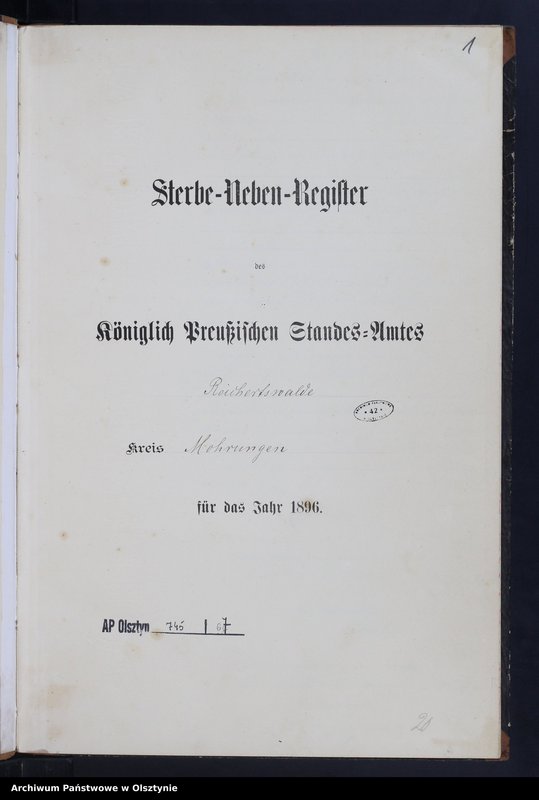 1
Sterbe-Neben-Register
des
Königlich Preußischen Standes-Amtes
Reichertswalde
42
Kreis Mohrungen
für das Jahr 1896.
AP Olsztyn 745 | 67
20
Archiwum Państwowe w Olsztynie